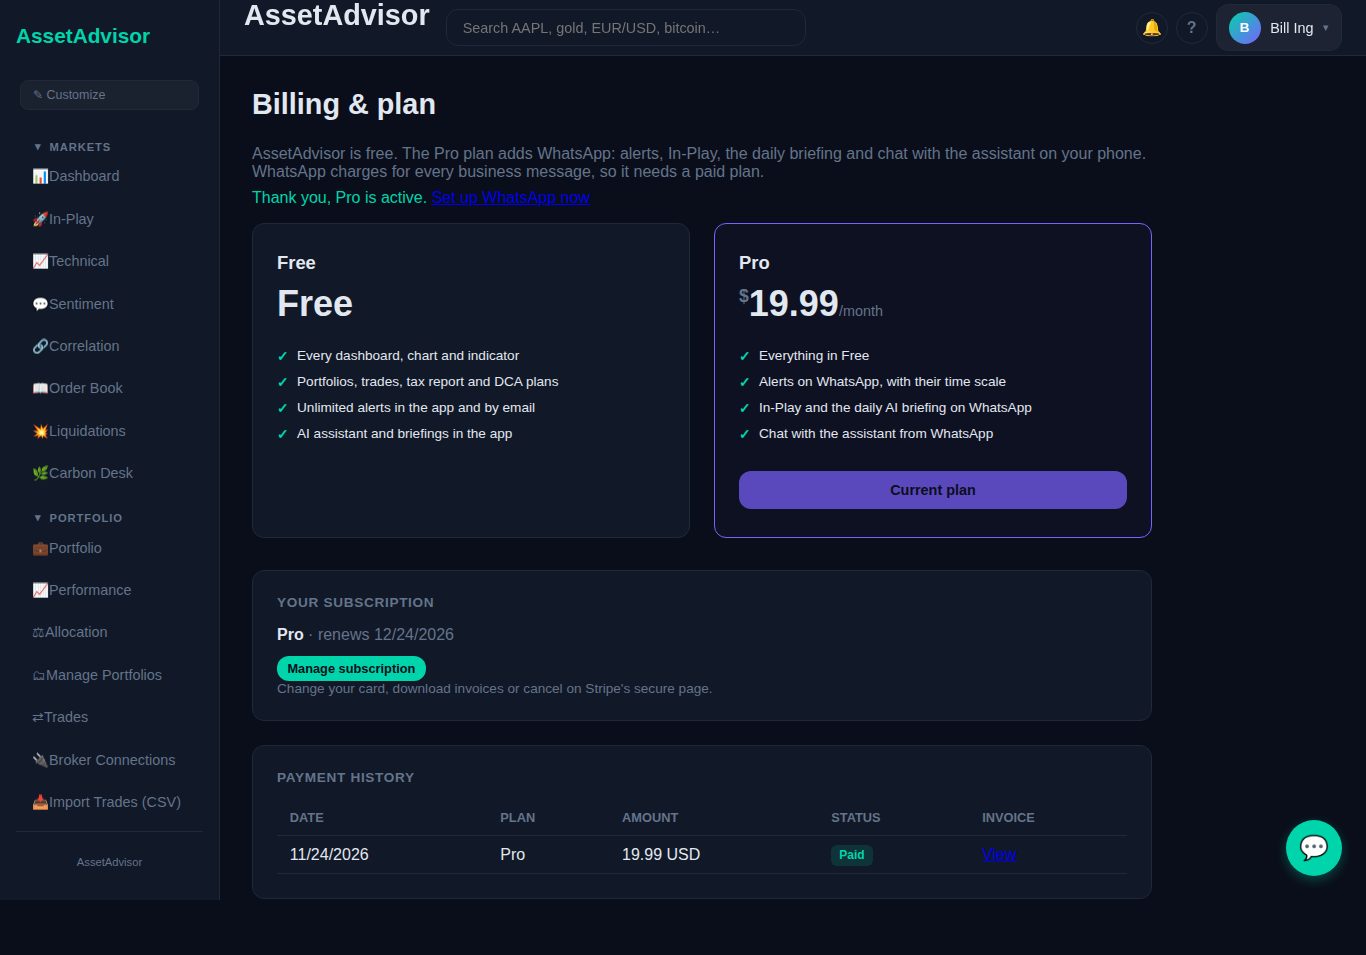 AssetAdvisor
✎ Customize
▼ MARKETS
Dashboard
In-Play
Technical
Sentiment
Correlation
Order Book
Liquidations
Carbon Desk
▼ PORTFOLIO
Portfolio
Performance
Allocation
Manage Portfolios
Trades
Broker Connections
Import Trades (CSV)
AssetAdvisor
AssetAdvisor
Search AAPL, gold, EUR/USD, bitcoin…
?
B Bill Ing ▾
Billing & plan
AssetAdvisor is free. The Pro plan adds WhatsApp: alerts, In-Play, the daily briefing and chat with the assistant on your phone.
WhatsApp charges for every business message, so it needs a paid plan.
Thank you, Pro is active. Set up WhatsApp now
Free
Free
✓ Every dashboard, chart and indicator
✓ Portfolios, trades, tax report and DCA plans
✓ Unlimited alerts in the app and by email
✓ AI assistant and briefings in the app
Pro
$19.99/month
✓ Everything in Free
✓ Alerts on WhatsApp, with their time scale
✓ In-Play and the daily AI briefing on WhatsApp
✓ Chat with the assistant from WhatsApp
Current plan
YOUR SUBSCRIPTION
Pro · renews 12/24/2026
Manage subscription
Change your card, download invoices or cancel on Stripe's secure page.
PAYMENT HISTORY
DATE PLAN AMOUNT STATUS INVOICE
11/24/2026 Pro 19.99 USD Paid View